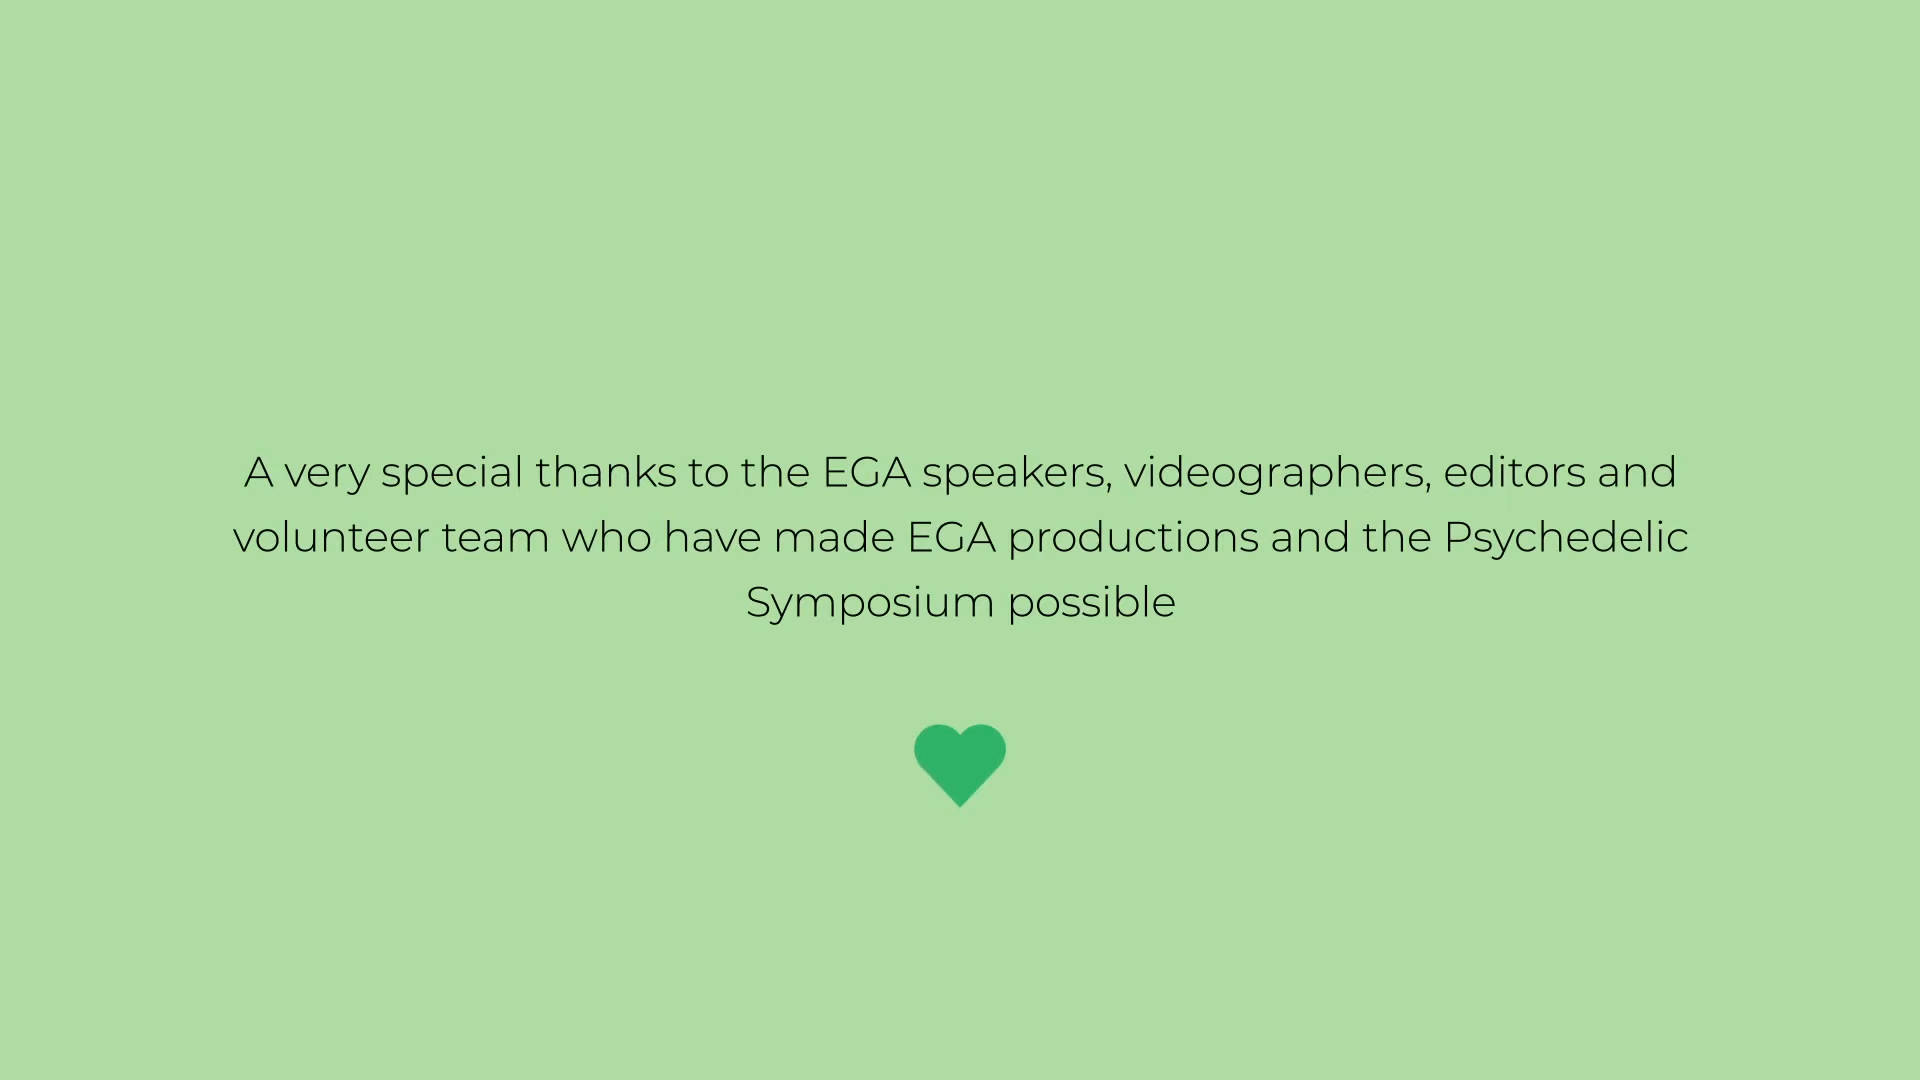 A very special thanks to the EGA speakers, videographers, editors and
volunteer team who have made EGA productions and the Psychedelic
Symposium possible